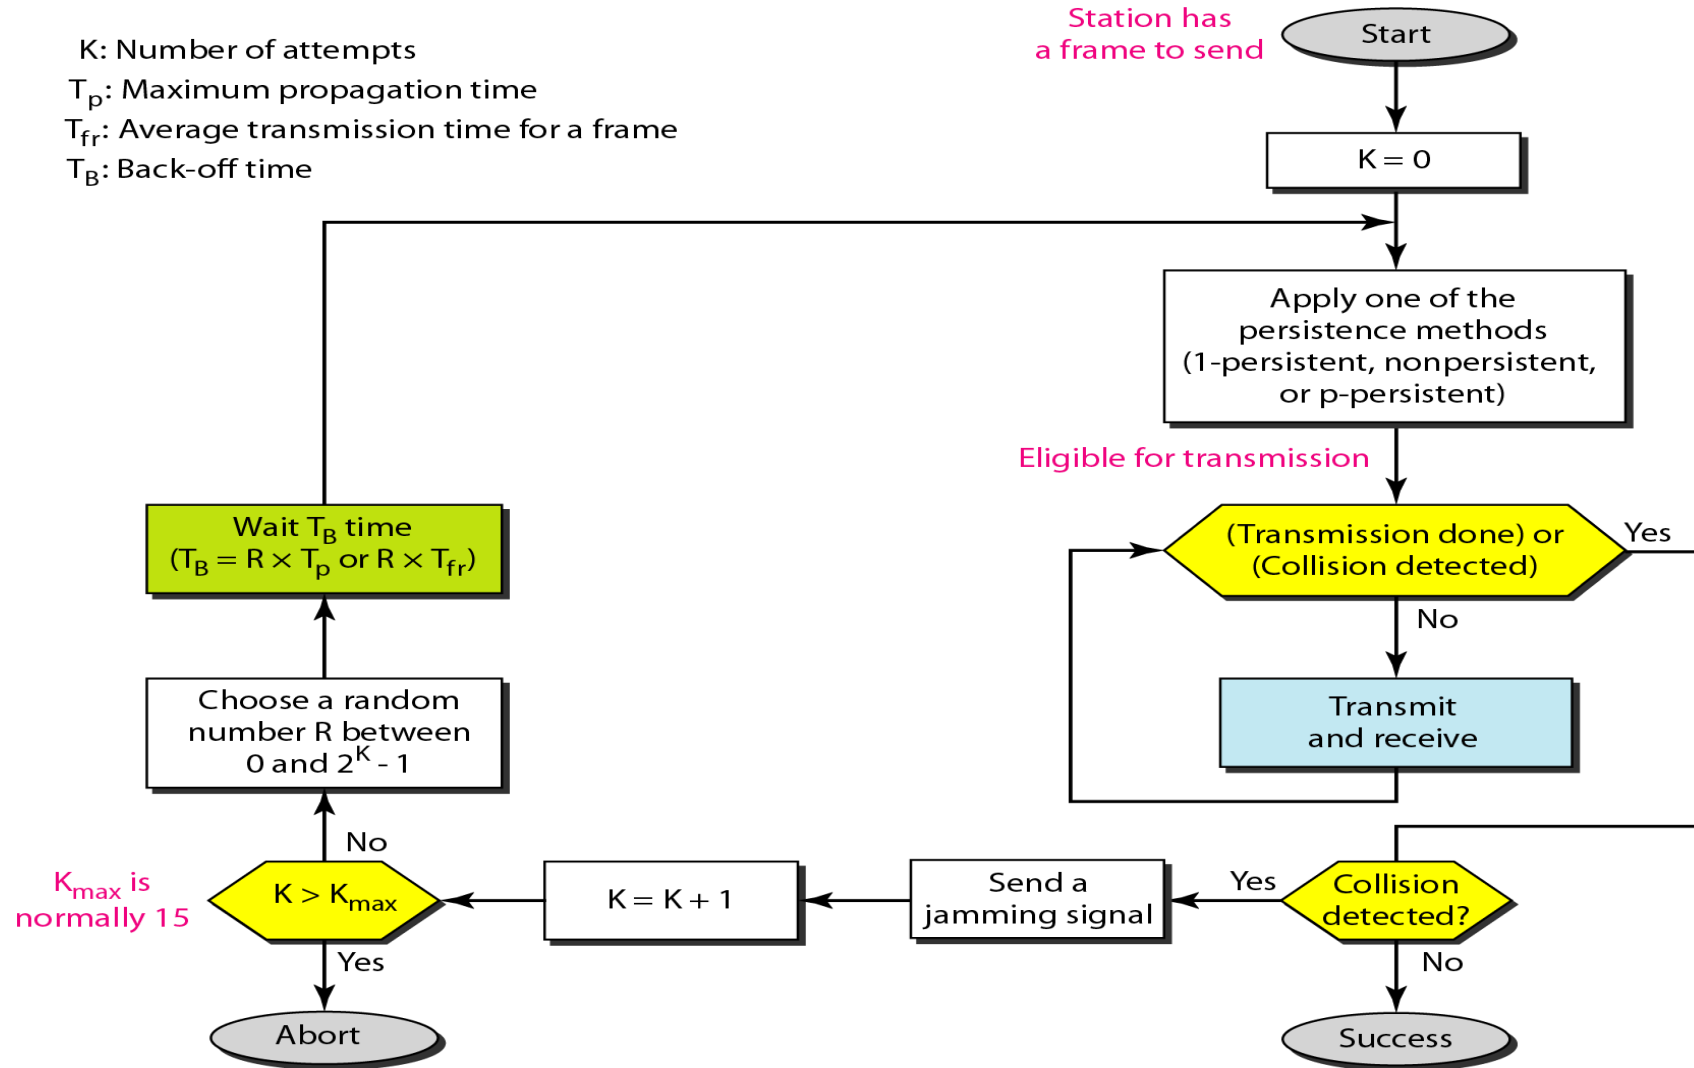 K: Number of attempts
Tp: Maximum propagation time
Tfr: Average transmission time for a frame
TB: Back-off time
Station has
a frame to send
Start
K = 0
Apply one of the
persistence methods
(1-persistent, nonpersistent,
or p-persistent)
Eligible for transmission
(Transmission done) or
(Collision detected)
Yes
No
Transmit
and receive
Collision
detected?
Yes
No
Success
Send a
jamming signal
K = K + 1
K > Kmax
Kmax is
normally 15
Yes
Abort
No
Choose a random
number R between
0 and 2^K - 1
Wait TB time
(TB = R × Tp or R × Tfr)